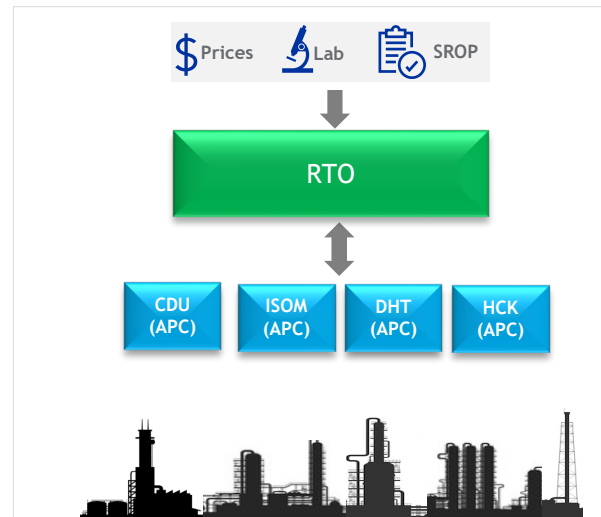 $ Prices
Lab
SROP
RTO
CDU
(APC)
ISOM
(APC)
DHT
(APC)
HCK
(APC)